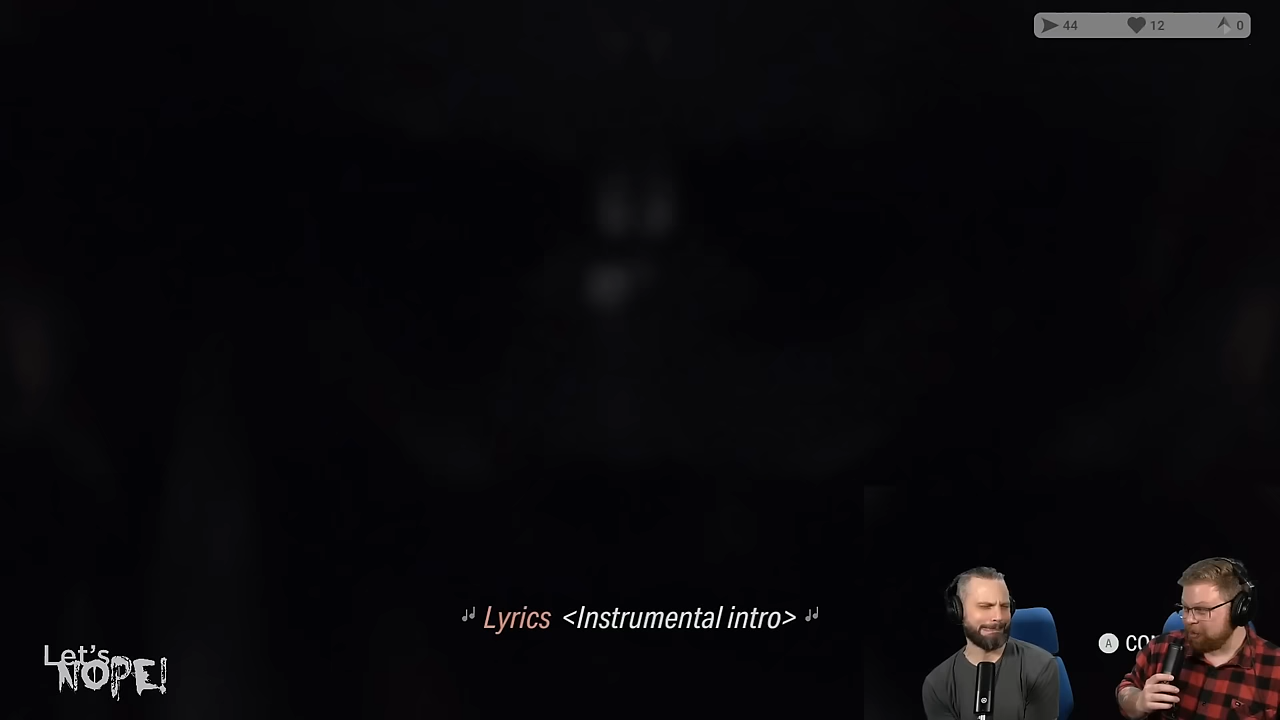 44 12 0
♫ Lyrics <Instrumental intro> ♫
Let's
NOPE!
A